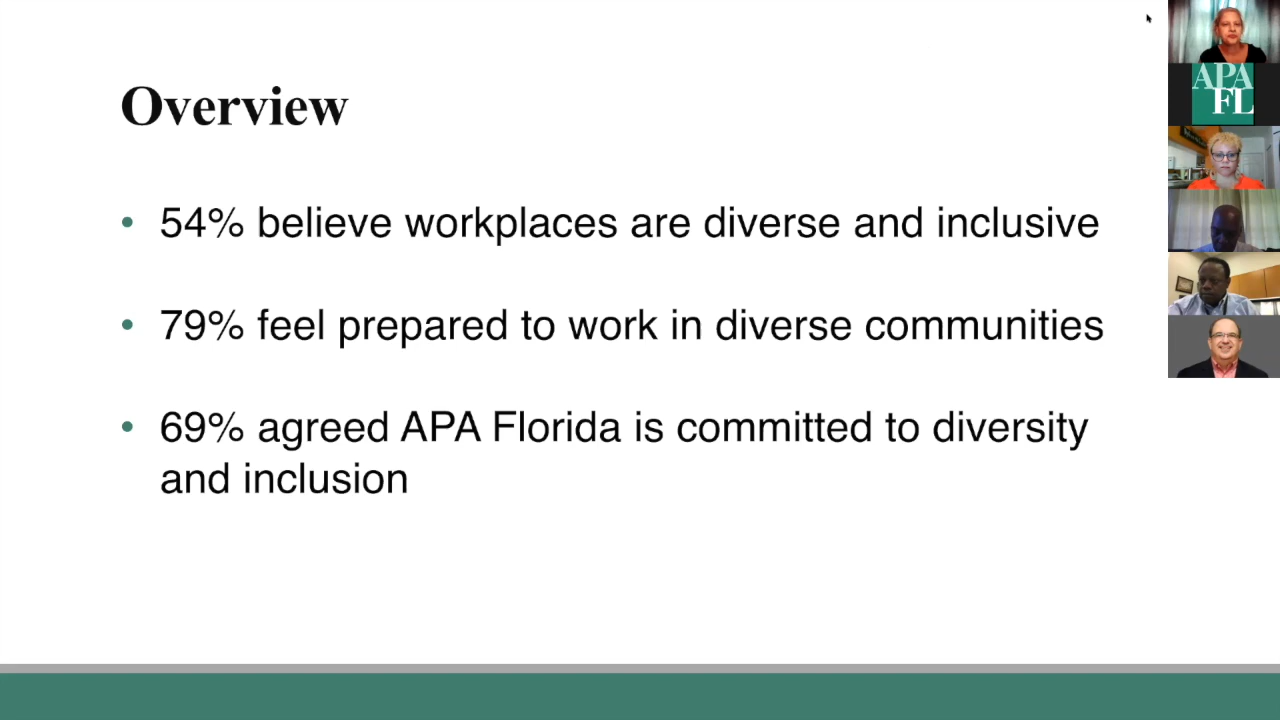 Overview
• 54% believe workplaces are diverse and inclusive
• 79% feel prepared to work in diverse communities
• 69% agreed APA Florida is committed to diversity
and inclusion
APA
FL